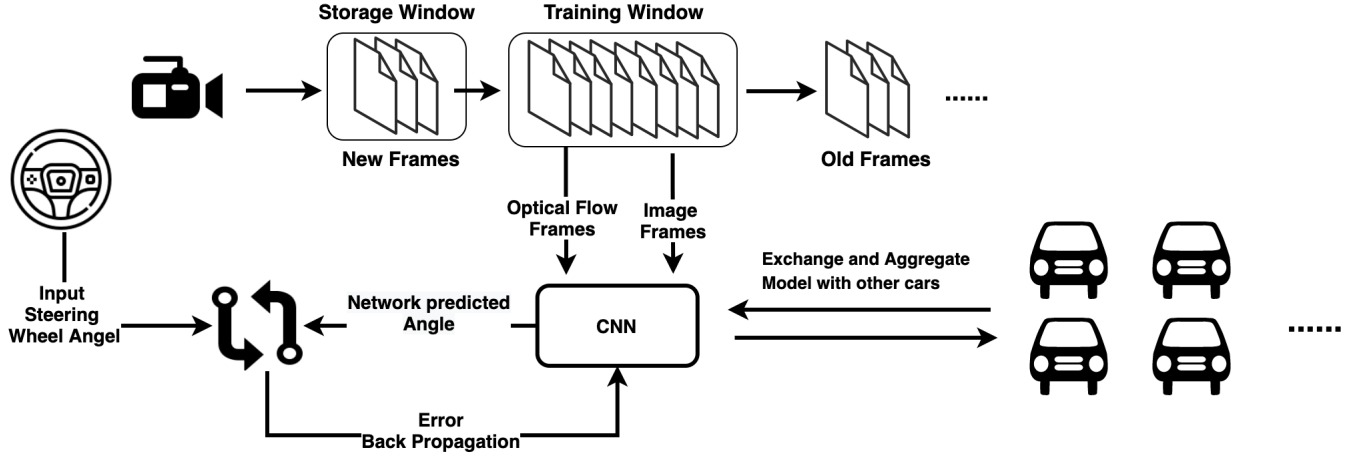 Storage Window
Training Window
New Frames
Old Frames
......
Optical Flow
Frames
Image
Frames
Exchange and Aggregate
Model with other cars
Input
Steering
Wheel Angel
Network predicted
Angle
CNN
......
Error
Back Propagation